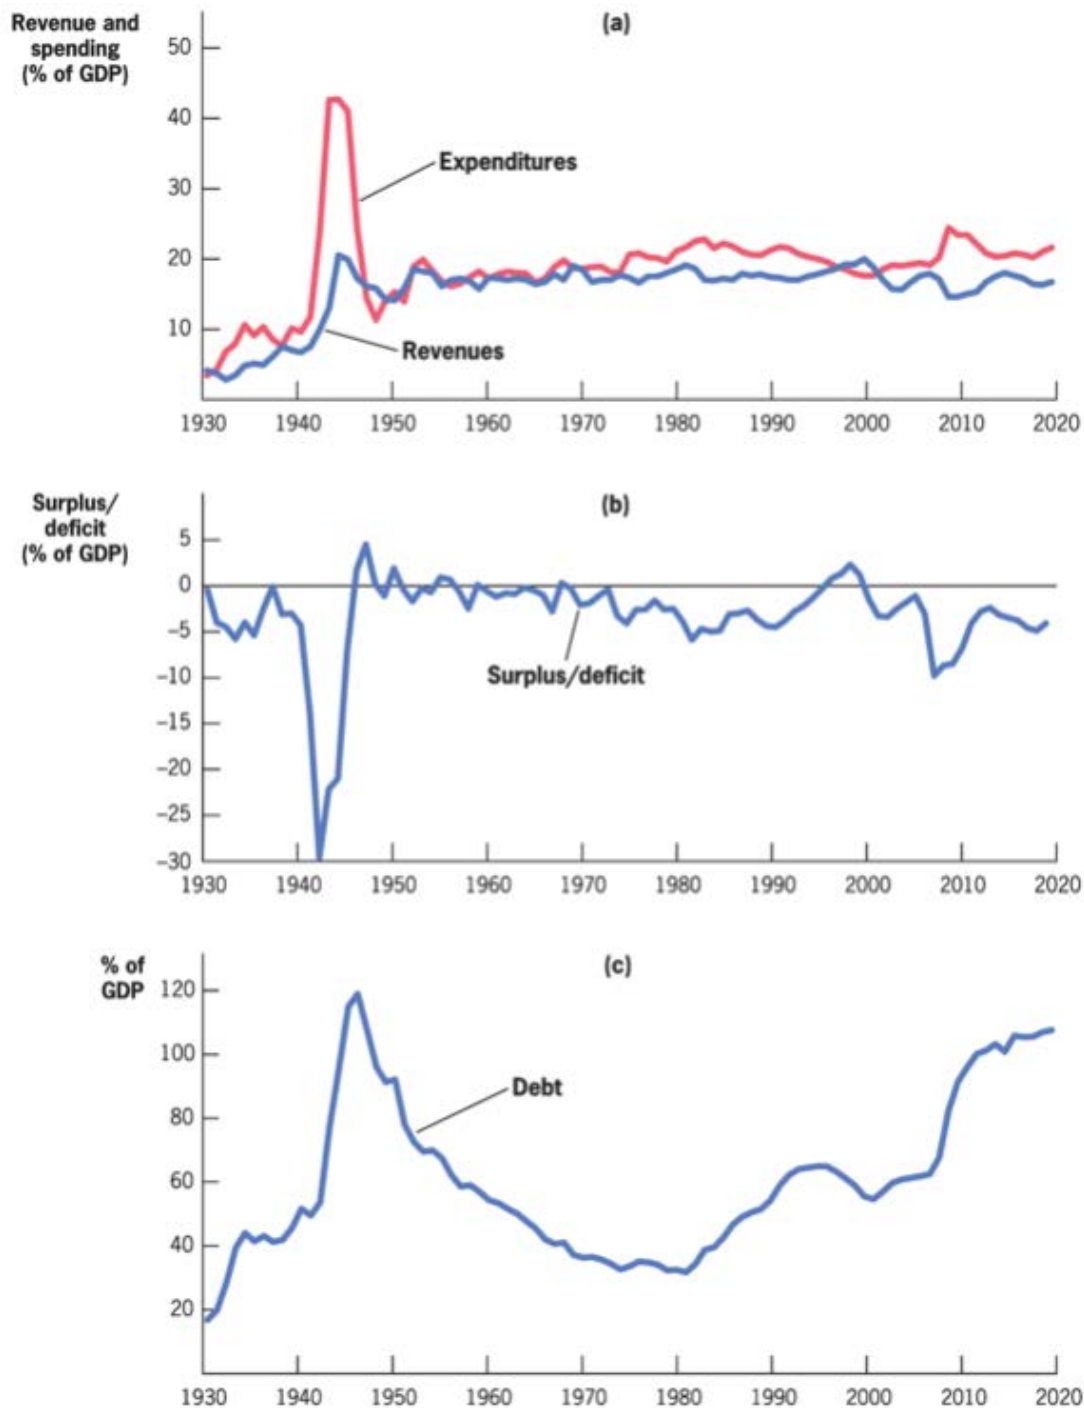 Revenue and
spending
(% of GDP)
(a)
50
40
30
20
10
Expenditures
Revenues
1930 1940 1950 1960 1970 1980 1990 2000 2010 2020
Surplus/
deficit
(% of GDP)
(b)
5
0
–5
–10
–15
–20
–25
–30
Surplus/deficit
1930 1940 1950 1960 1970 1980 1990 2000 2010 2020
% of
GDP
(c)
120
100
80
60
40
20
Debt
1930 1940 1950 1960 1970 1980 1990 2000 2010 2020